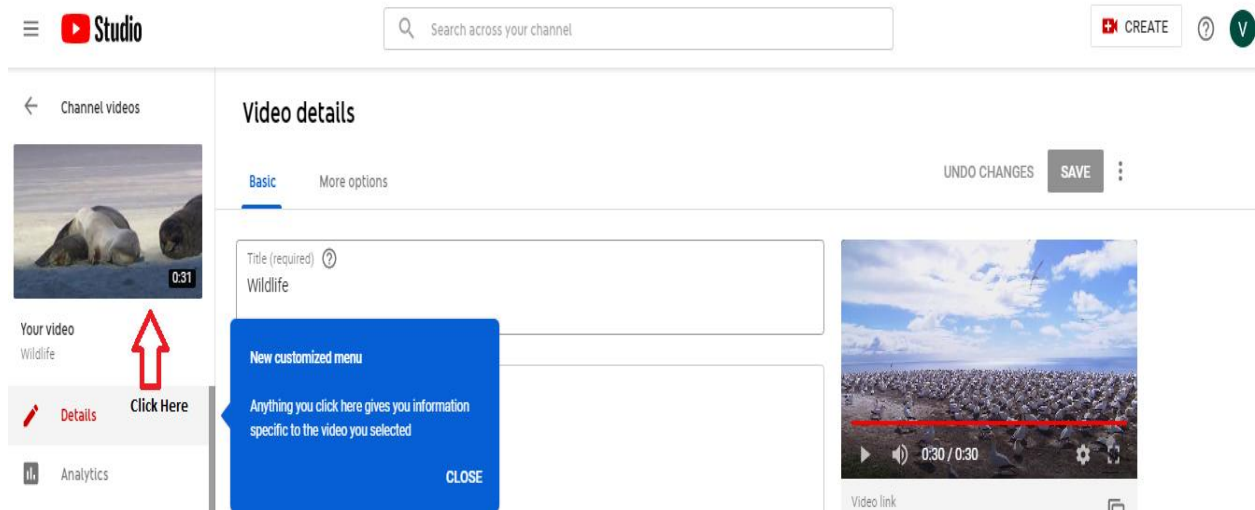 Studio
Search across your channel
CREATE
V
Channel videos
0:31
Your video
Wildlife
Click Here
Details
Analytics
Video details
Basic
More options
UNDO CHANGES
SAVE
Title (required)
Wildlife
New customized menu
Anything you click here gives you information
specific to the video you selected
CLOSE
0:30 / 0:30
Video link